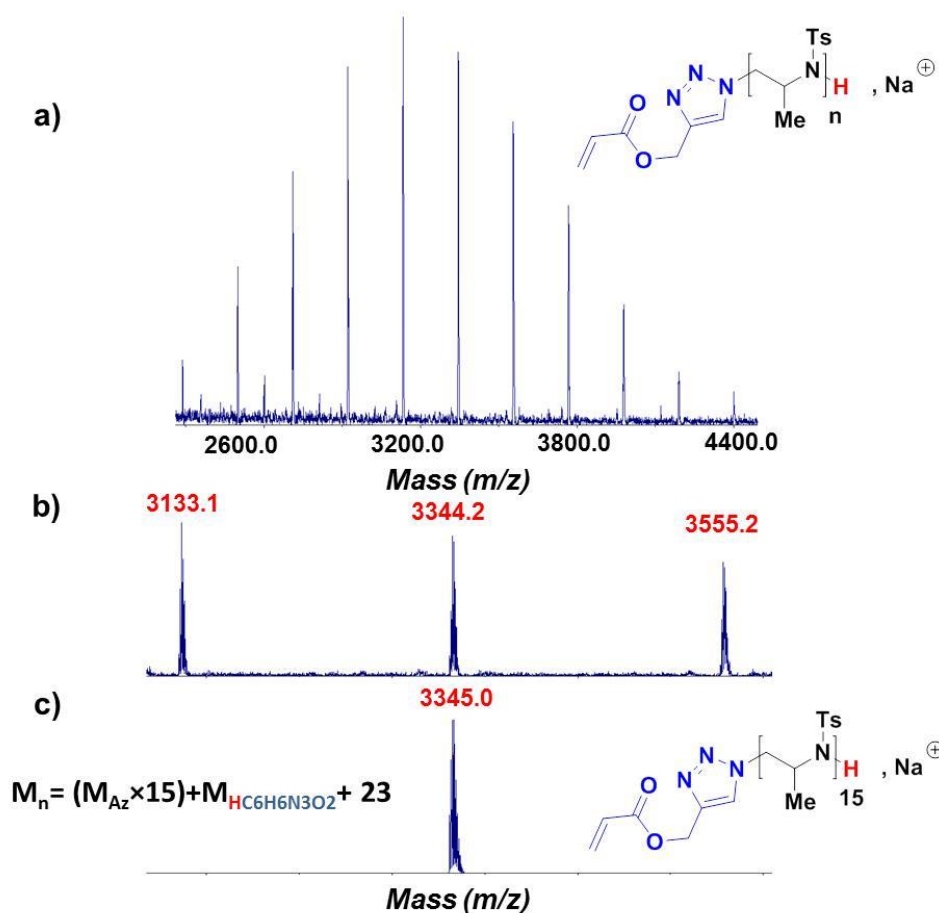 a)
O
O
N
N
N
Ts
N
H
Me
n
, Na⊕
2600.0 3200.0 3800.0 4400.0
Mass (m/z)
b)
3133.1 3344.2 3555.2
c)
3345.0
Mn= (MAz×15)+MHC6H6N3O2+ 23
O
O
N
N
N
Ts
N
H
Me
15
, Na⊕
Mass (m/z)